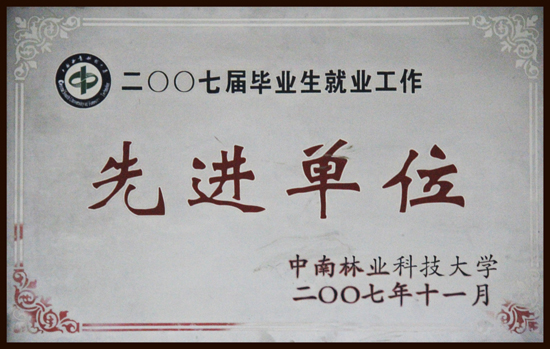 二〇〇七届毕业生就业工作
先进单位
中南林业科技大学
二〇〇七年十一月